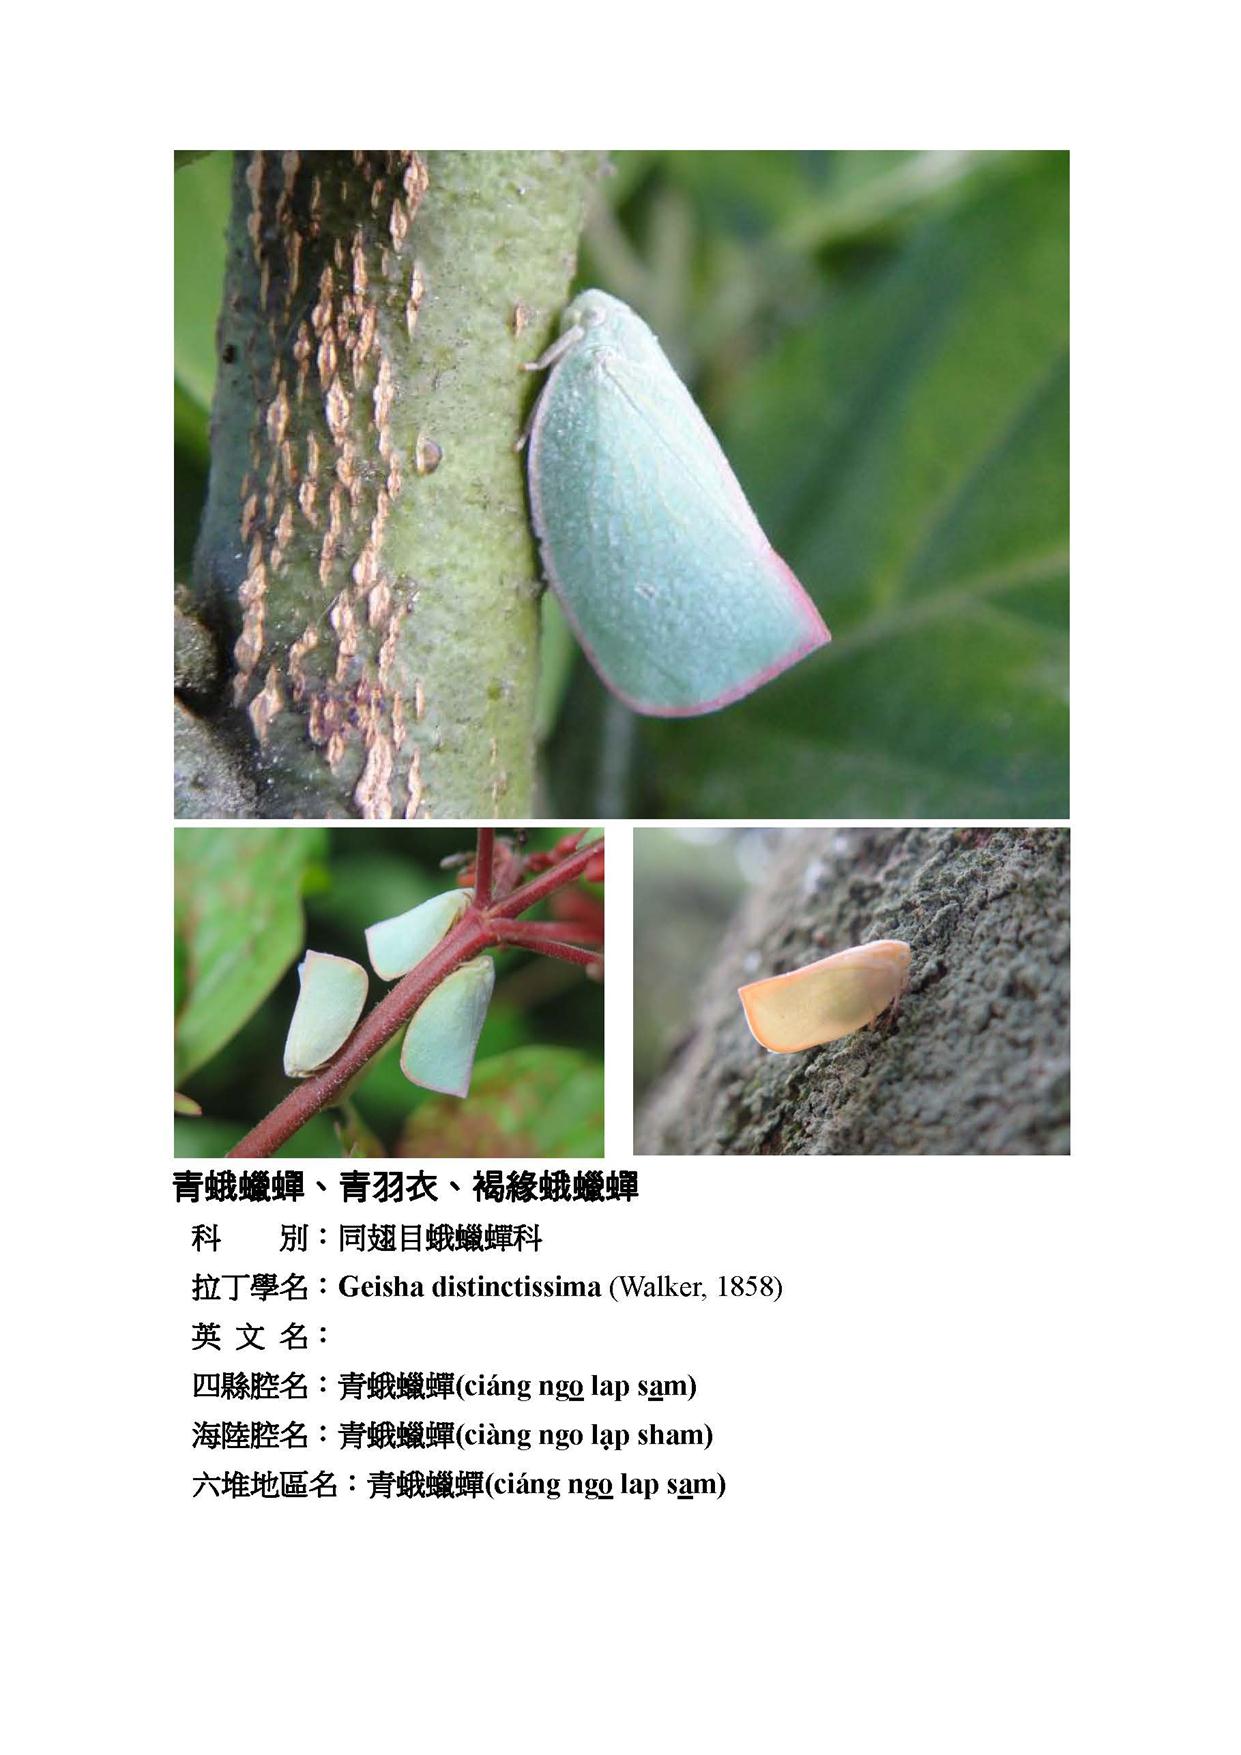 青蛾蠟蟬、青羽衣、褐緣蛾蠟蟬
科　　別：同翅目蛾蠟蟬科
拉丁學名：Geisha distinctissima (Walker, 1858)
英 文 名：
四縣腔名：青蛾蠟蟬(ciáng ngo̲ lap sa̲m)
海陸腔名：青蛾蠟蟬(ciàng ngo lạp sham)
六堆地區名：青蛾蠟蟬(ciáng ngo̲ lap sa̲m)